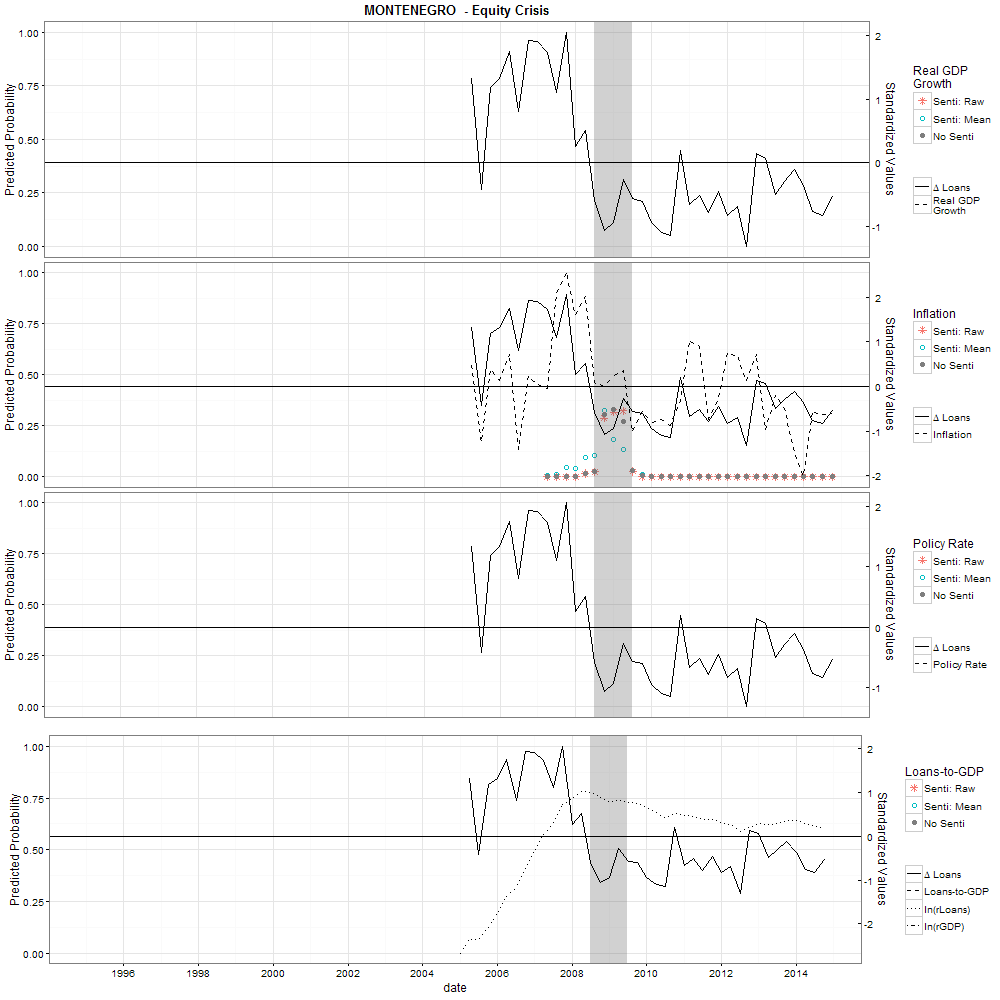 MONTENEGRO - Equity Crisis
1.00
0.75
0.50
0.25
0.00
Predicted Probability
2
1
0
-1
Standardized Values
Real GDP
Growth
Senti: Raw
Senti: Mean
No Senti
Δ Loans
Real GDP
Growth
1.00
0.75
0.50
0.25
0.00
Predicted Probability
2
1
0
-1
-2
Standardized Values
Inflation
Senti: Raw
Senti: Mean
No Senti
Δ Loans
Inflation
1.00
0.75
0.50
0.25
0.00
Predicted Probability
2
1
0
-1
Standardized Values
Policy Rate
Senti: Raw
Senti: Mean
No Senti
Δ Loans
Policy Rate
1.00
0.75
0.50
0.25
0.00
Predicted Probability
2
1
0
-1
-2
Standardized Values
Loans-to-GDP
Senti: Raw
Senti: Mean
No Senti
Δ Loans
Loans-to-GDP
ln(rLoans)
ln(rGDP)
1996 1998 2000 2002 2004 2006 2008 2010 2012 2014
date